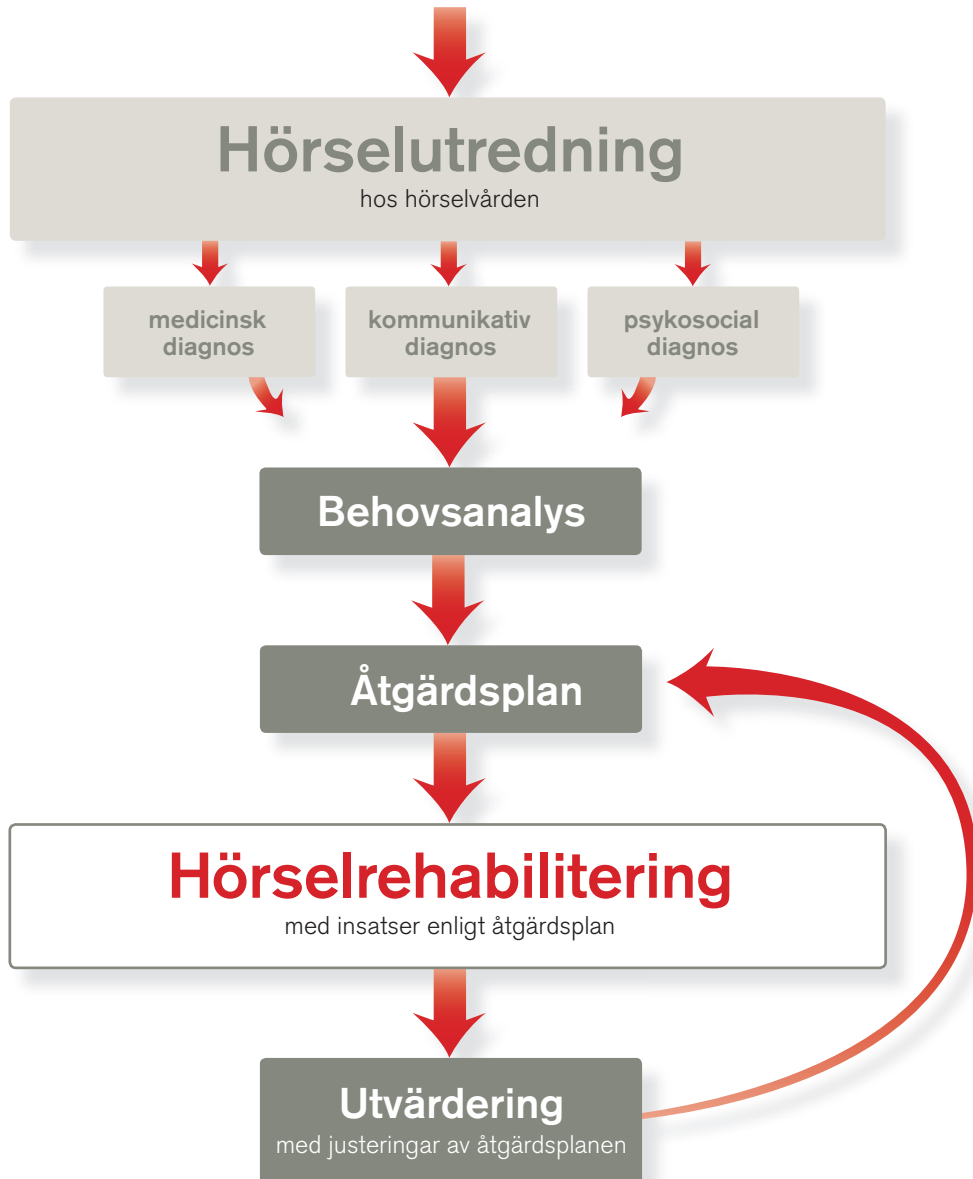 Hörselutredning
hos hörselvården
medicinsk
diagnos
kommunikativ
diagnos
psykosocial
diagnos
Behovsanalys
Åtgärdsplan
Hörselrehabilitering
med insatser enligt åtgärdsplan
Utvärdering
med justeringar av åtgärdsplanen